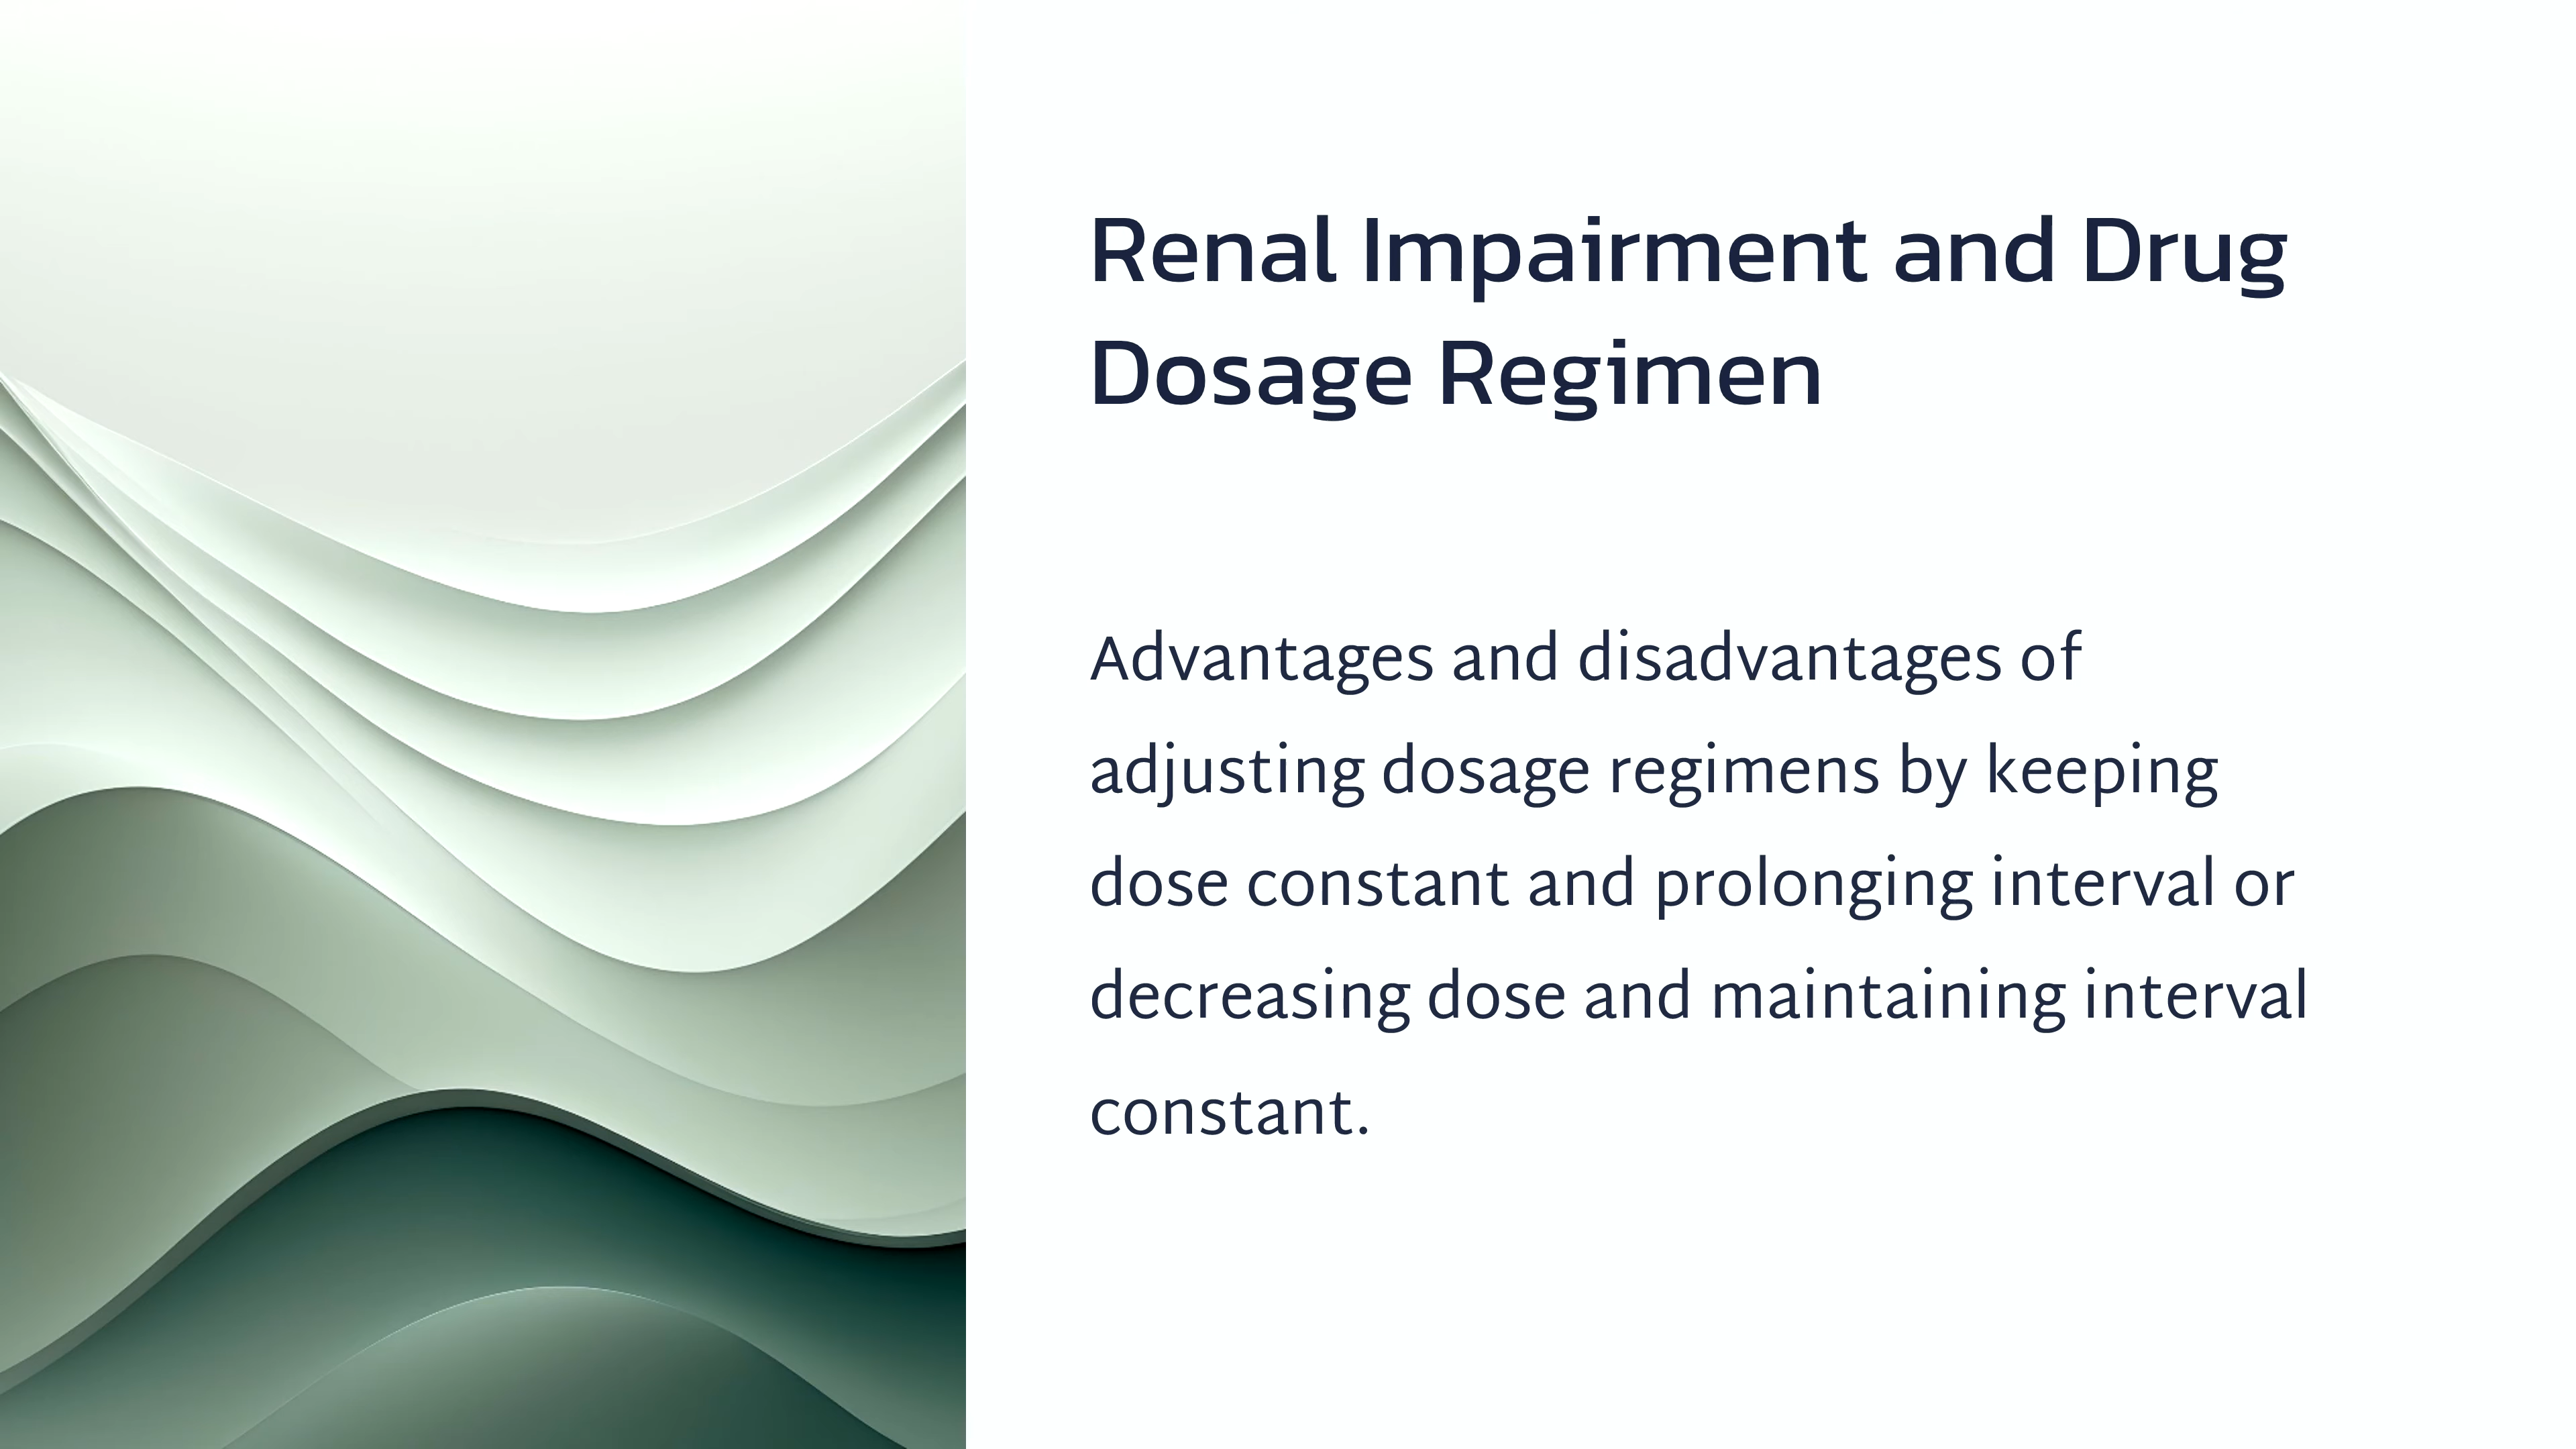 Renal Impairment and Drug
Dosage Regimen
Advantages and disadvantages of
adjusting dosage regimens by keeping
dose constant and prolonging interval or
decreasing dose and maintaining interval
constant.